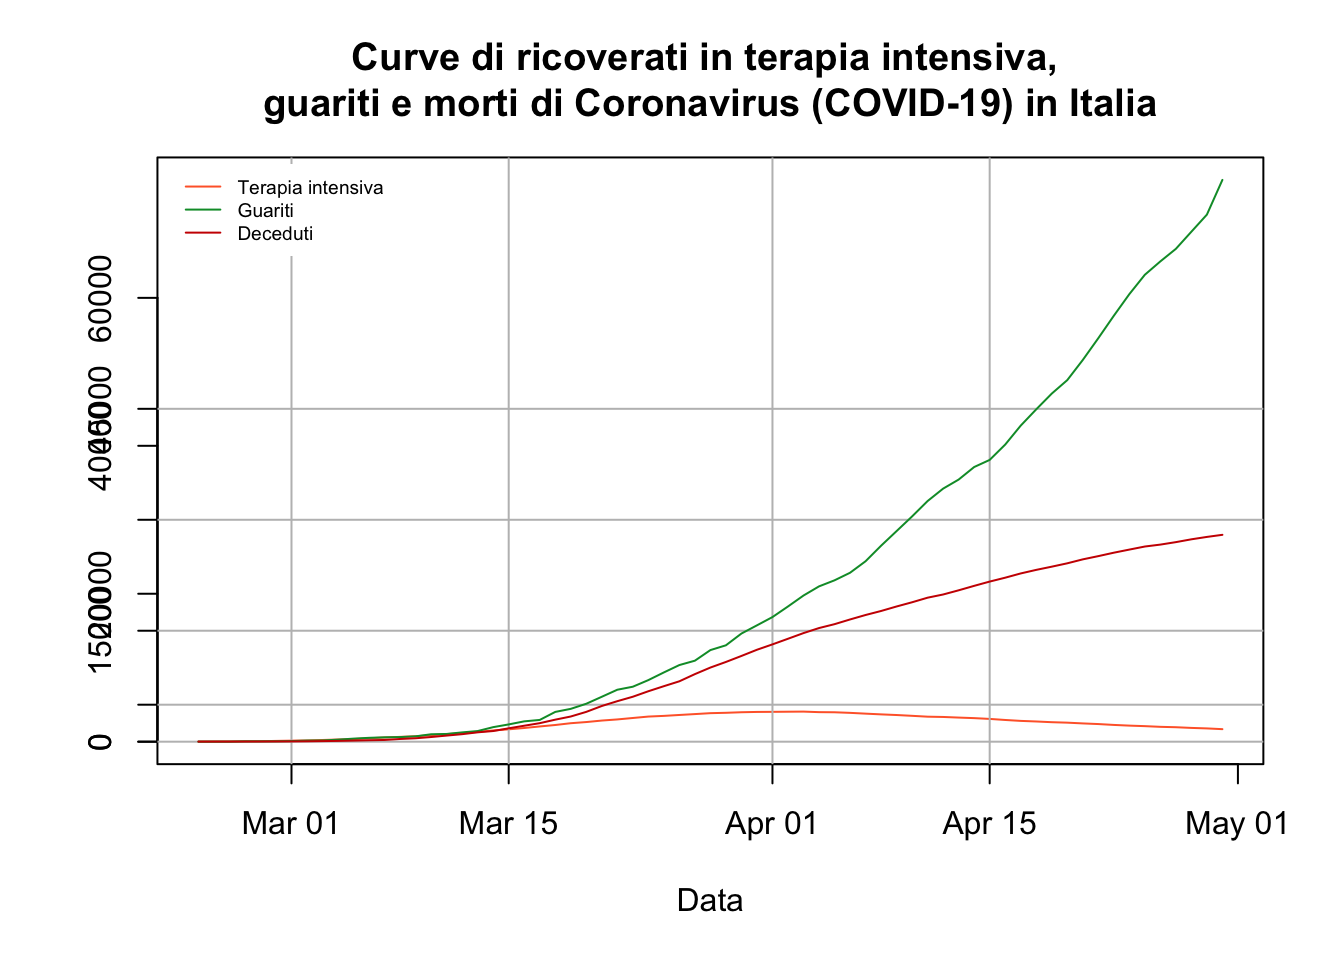 Curve di ricoverati in terapia intensiva,
guariti e morti di Coronavirus (COVID-19) in Italia
Terapia intensiva
Guariti
Deceduti
60000
45000
40000
20000
15000
0
Mar 01
Mar 15
Apr 01
Apr 15
May 01
Data